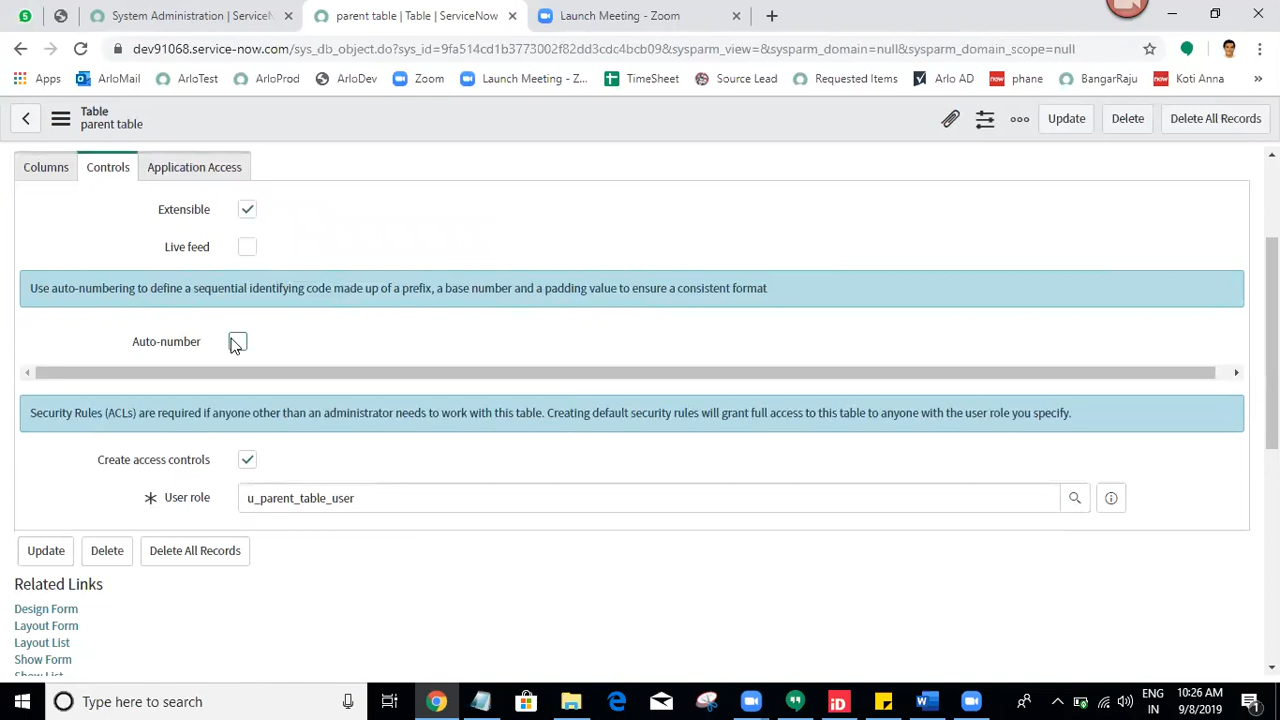 System Administration | ServiceN
parent table | Table | ServiceNow
Launch Meeting - Zoom
dev91068.service-now.com/sys_db_object.do?sys_id=9fa514cd1b3773002f82dd3cdc4bcb09&sysparm_view=&sysparm_domain=null&sysparm_domain_scope=null
Apps
ArloMail
ArloTest
ArloProd
ArloDev
Zoom
Launch Meeting - Z...
TimeSheet
Source Lead
Requested Items
Arlo AD
now phane
BangarRaju
now Koti Anna
»
Table
parent table
Update
Delete
Delete All Records
Columns
Controls
Application Access
Extensible
Live feed
Use auto-numbering to define a sequential identifying code made up of a prefix, a base number and a padding value to ensure a consistent format
Auto-number
Security Rules (ACLs) are required if anyone other than an administrator needs to work with this table. Creating default security rules will grant full access to this table to anyone with the user role you specify.
Create access controls
User role
u_parent_table_user
Update
Delete
Delete All Records
Related Links
Design Form
Layout Form
Layout List
Show Form
Show List
Type here to search
iD
ENG
IN
10:26 AM
9/8/2019
1